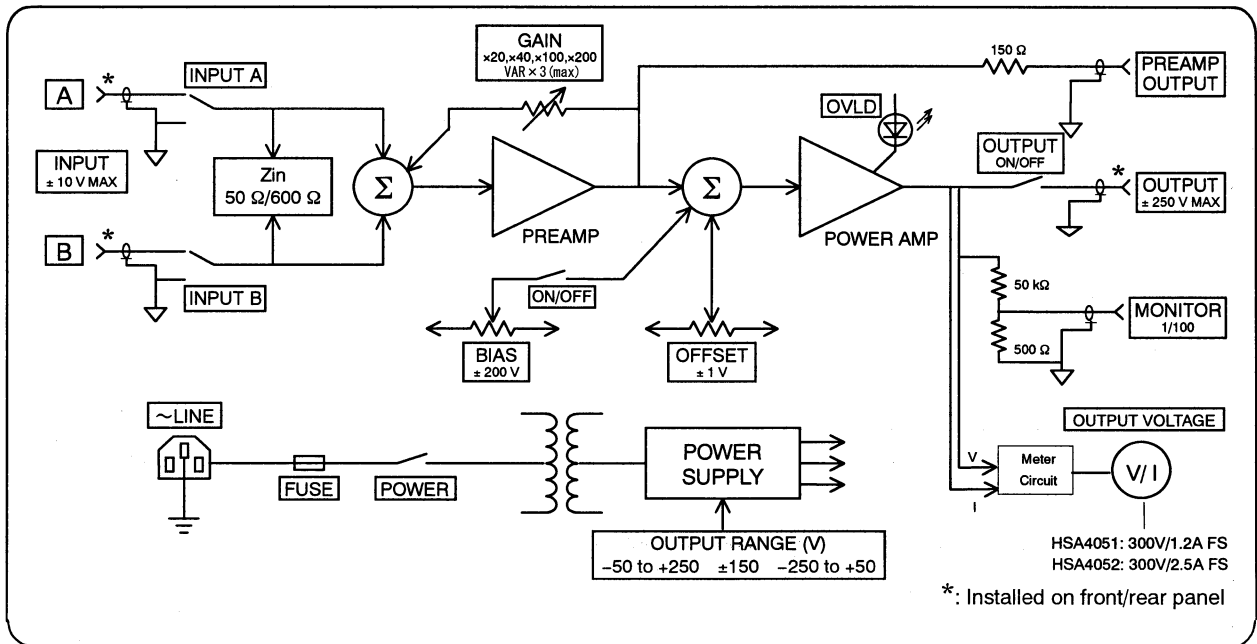 GAIN
×20,×40,×100,×200
VAR×3(max)
150 Ω
PREAMP
OUTPUT
A
*
INPUT A
OVLD
OUTPUT
ON/OFF
*
OUTPUT
± 250 V MAX
INPUT
± 10 V MAX
Zin
50 Ω/600 Ω
Σ
PREAMP
Σ
POWER AMP
B
*
INPUT B
ON/OFF
BIAS
± 200 V
OFFSET
± 1 V
50 kΩ
500 Ω
MONITOR
1/100
~LINE
FUSE
POWER
POWER
SUPPLY
OUTPUT RANGE (V)
−50 to +250 ±150 −250 to +50
OUTPUT VOLTAGE
V
I
Meter
Circuit
V/I
HSA4051: 300V/1.2A FS
HSA4052: 300V/2.5A FS
*: Installed on front/rear panel